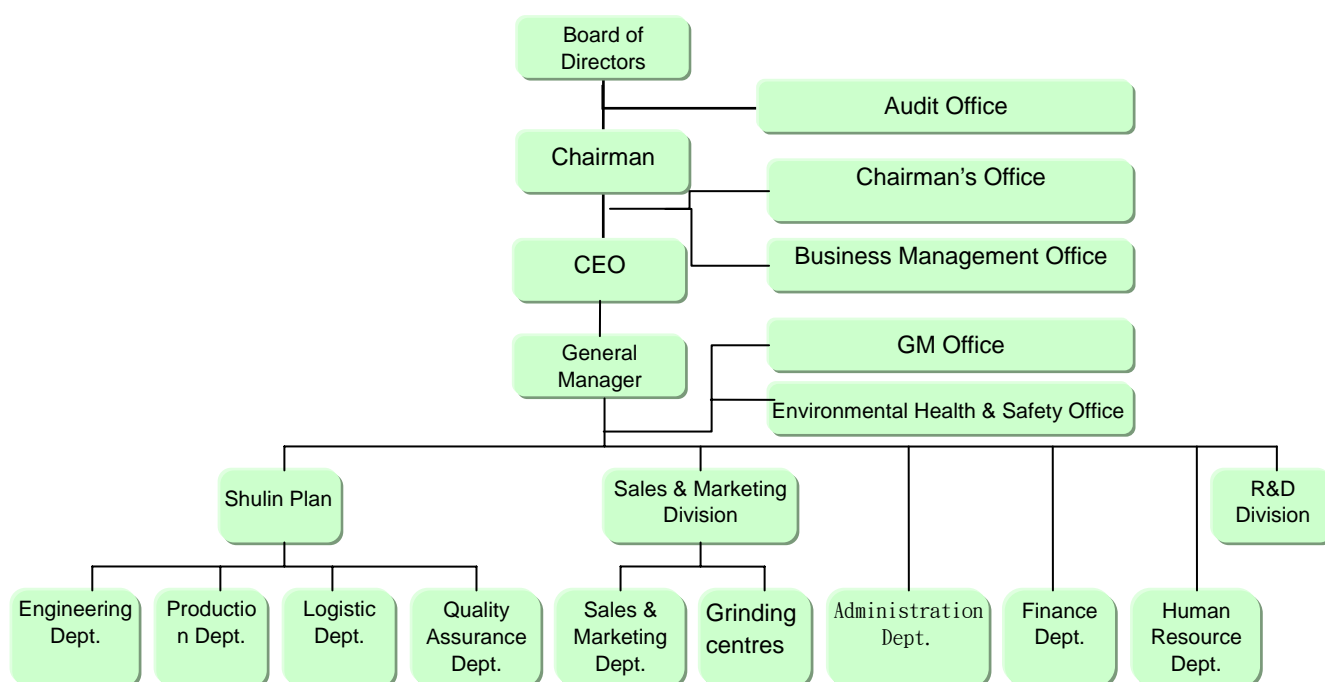 Board of
Directors
Audit Office
Chairman
Chairman’s Office
CEO
Business Management Office
General
Manager
GM Office
Environmental Health & Safety Office
Shulin Plan
Sales & Marketing
Division
R&D
Division
Engineering
Dept.
Productio
n Dept.
Logistic
Dept.
Quality
Assurance
Dept.
Sales &
Marketing
Dept.
Grinding
centres
Administration
Dept.
Finance
Dept.
Human
Resource
Dept.